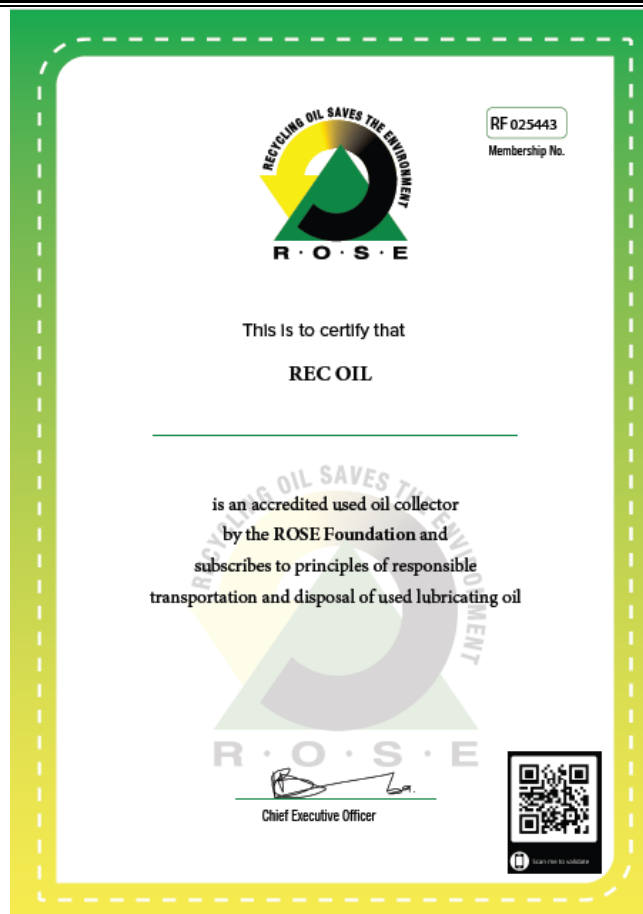 RECYCLING OIL SAVES THE ENVIRONMENT
R·O·S·E
RF 025443
Membership No.
This is to certify that
REC OIL
RECYCLING OIL SAVES THE ENVIRONMENT
is an accredited used oil collector
by the ROSE Foundation and
subscribes to principles of responsible
transportation and disposal of used lubricating oil
R·O·S·E
Chief Executive Officer
Scan me to validate